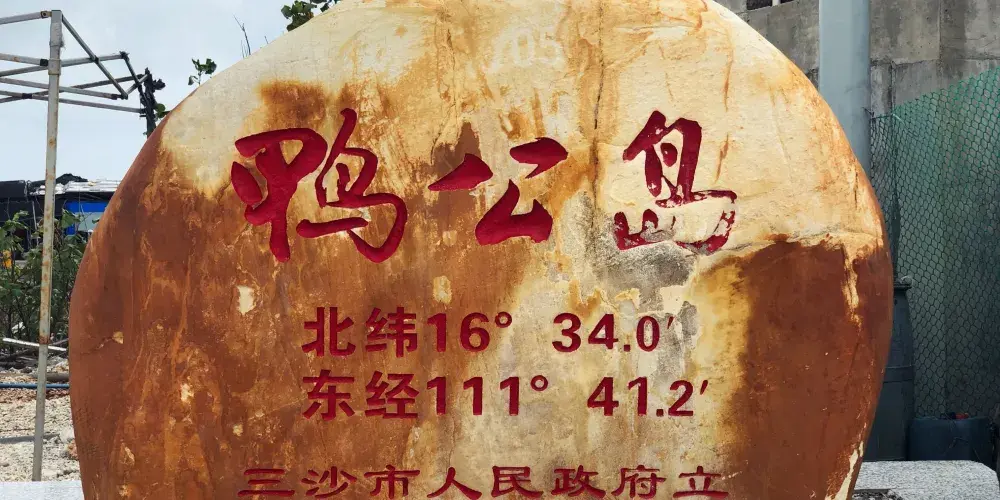 鸭公岛
北纬16° 34.0′
东经111° 41.2′
三沙市人民政府立